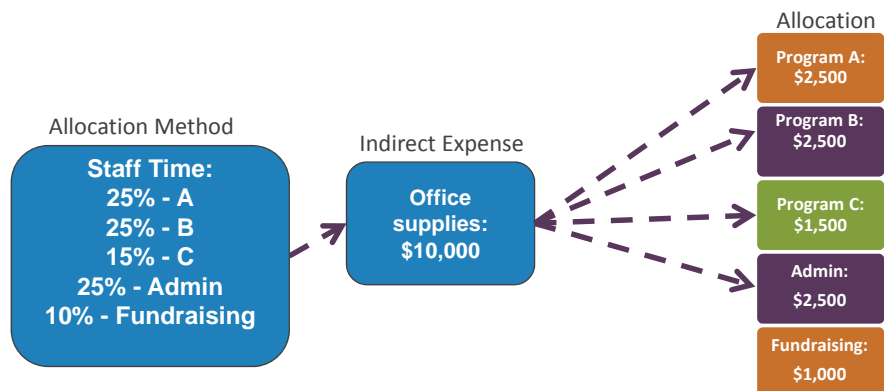 Allocation Method
Staff Time:
25% - A
25% - B
15% - C
25% - Admin
10% - Fundraising
Indirect Expense
Office
supplies:
$10,000
Allocation
Program A:
$2,500
Program B:
$2,500
Program C:
$1,500
Admin:
$2,500
Fundraising:
$1,000